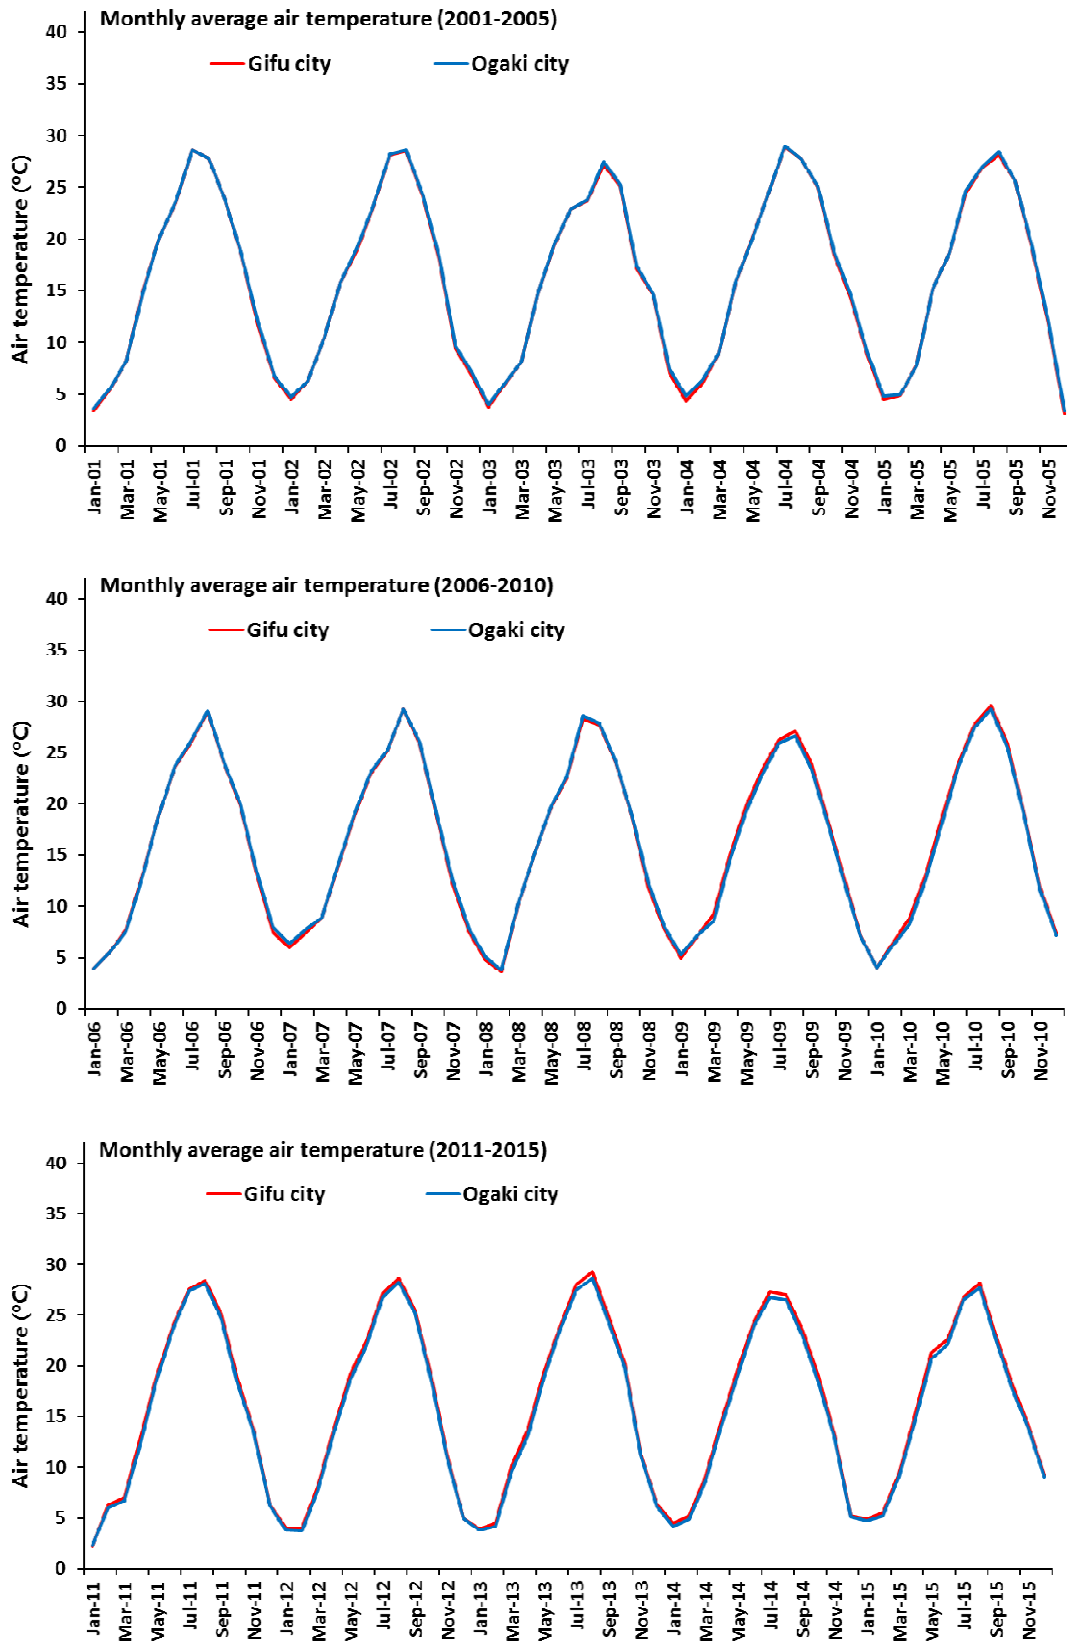 Monthly average air temperature (2001-2005)
Gifu city
Ogaki city
Air temperature (°C)
40
35
30
25
20
15
10
5
0
Jan-01
Mar-01
May-01
Jul-01
Sep-01
Nov-01
Jan-02
Mar-02
May-02
Jul-02
Sep-02
Nov-02
Jan-03
Mar-03
May-03
Jul-03
Sep-03
Nov-03
Jan-04
Mar-04
May-04
Jul-04
Sep-04
Nov-04
Jan-05
Mar-05
May-05
Jul-05
Sep-05
Nov-05
Monthly average air temperature (2006-2010)
Gifu city
Ogaki city
Air temperature (°C)
40
35
30
25
20
15
10
5
0
Jan-06
Mar-06
May-06
Jul-06
Sep-06
Nov-06
Jan-07
Mar-07
May-07
Jul-07
Sep-07
Nov-07
Jan-08
Mar-08
May-08
Jul-08
Sep-08
Nov-08
Jan-09
Mar-09
May-09
Jul-09
Sep-09
Nov-09
Jan-10
Mar-10
May-10
Jul-10
Sep-10
Nov-10
Monthly average air temperature (2011-2015)
Gifu city
Ogaki city
Air temperature (°C)
40
35
30
25
20
15
10
5
0
Jan-11
Mar-11
May-11
Jul-11
Sep-11
Nov-11
Jan-12
Mar-12
May-12
Jul-12
Sep-12
Nov-12
Jan-13
Mar-13
May-13
Jul-13
Sep-13
Nov-13
Jan-14
Mar-14
May-14
Jul-14
Sep-14
Nov-14
Jan-15
Mar-15
May-15
Jul-15
Sep-15
Nov-15